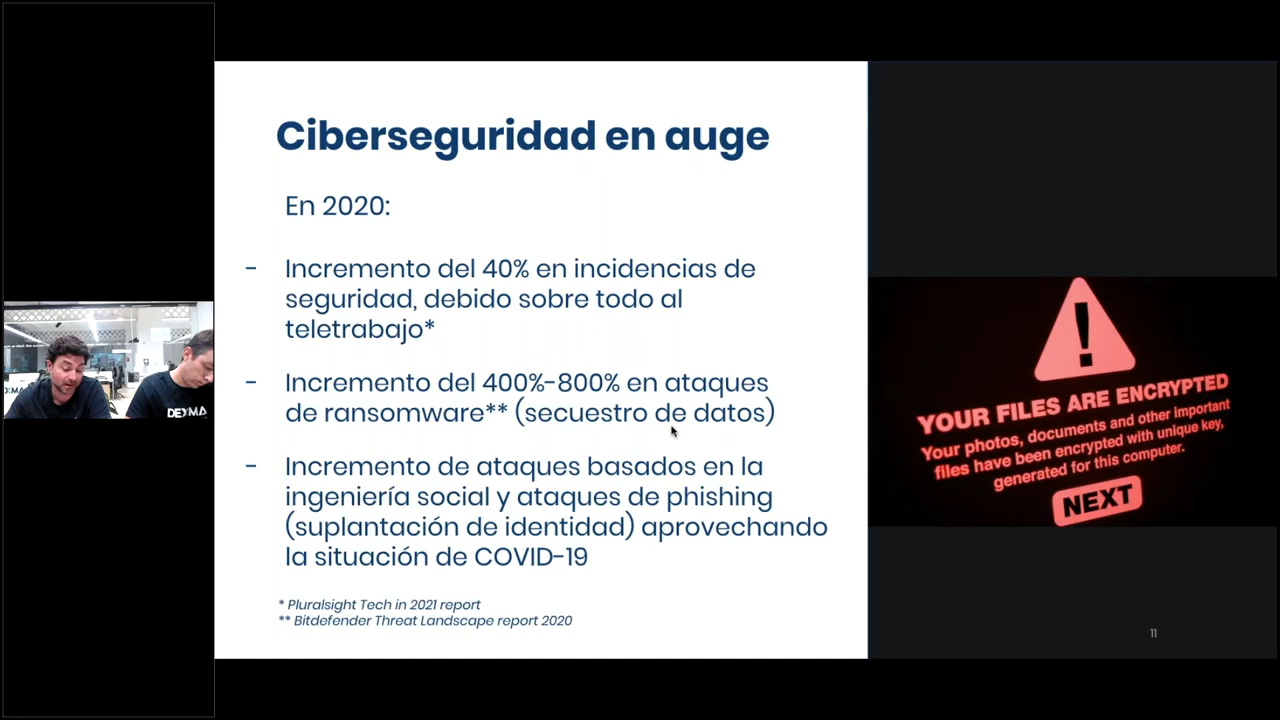 Ciberseguridad en auge
En 2020:
- Incremento del 40% en incidencias de
seguridad, debido sobre todo al
teletrabajo*
- Incremento del 400%-800% en ataques
de ransomware** (secuestro de datos)
- Incremento de ataques basados en la
ingeniería social y ataques de phishing
(suplantación de identidad) aprovechando
la situación de COVID-19
* Pluralsight Tech in 2021 report
** Bitdefender Threat Landscape report 2020
YOUR FILES ARE ENCRYPTED
Your photos, documents and other important
files have been encrypted with unique key,
generated for this computer.
NEXT
11
DEXMA